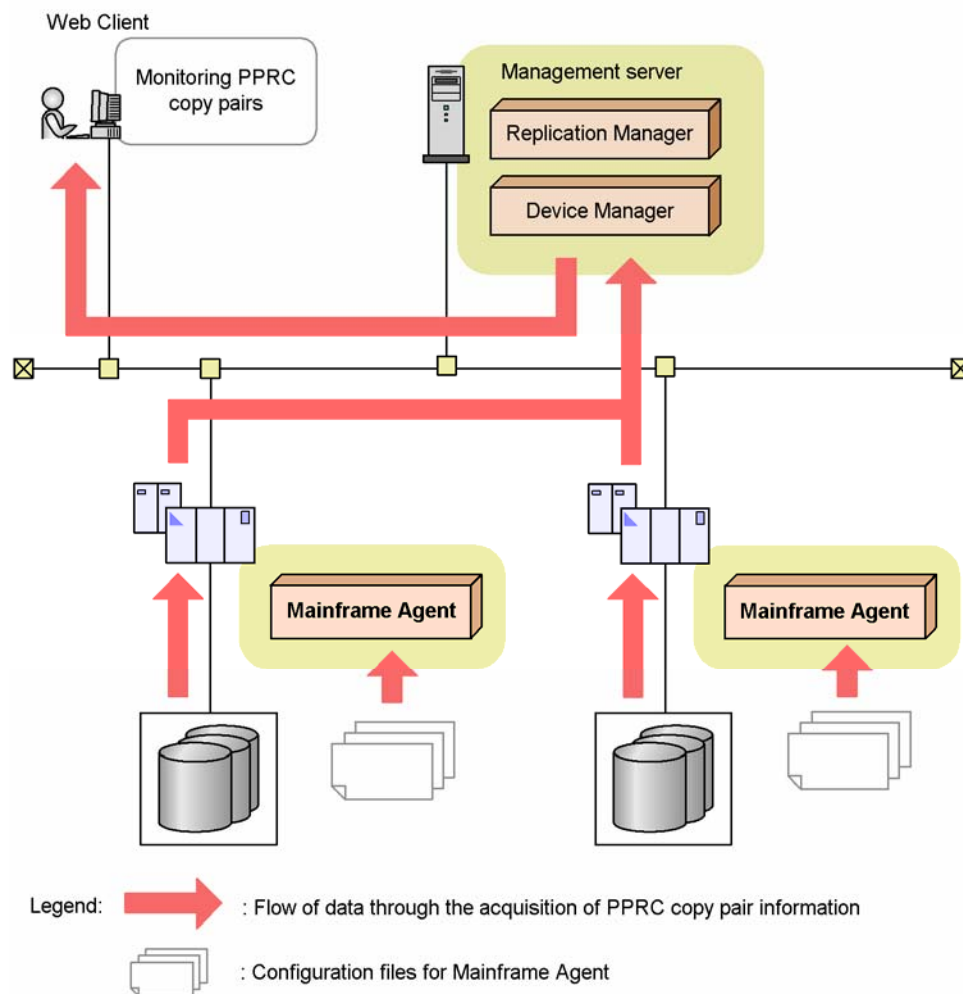 Web Client
Monitoring PPRC
copy pairs
Management server
Replication Manager
Device Manager
Mainframe Agent
Mainframe Agent
Legend:
: Flow of data through the acquisition of PPRC copy pair information
: Configuration files for Mainframe Agent